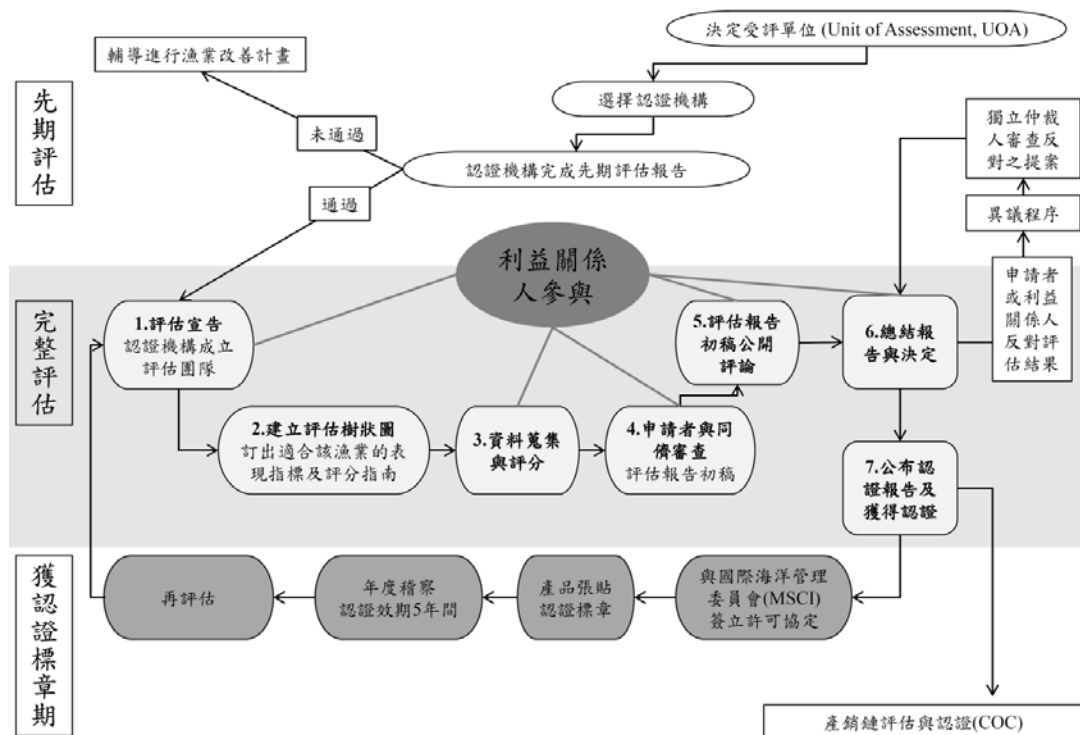 決定受評單位 (Unit of Assessment, UOA)
輔導進行漁業改善計畫
先期評估
選擇認證機構
未通過
認證機構完成先期評估報告
通過
獨立仲裁
人審查反
對之提案
異議程序
利益關係
人參與
申請者
或利益
關係人
反對評
估結果
完整評估
1.評估宣告
認證機構成立
評估團隊
5.評估報告
初稿公開
評論
6.總結報
告與決定
2.建立評估樹狀圖
訂出適合該漁業的表
現指標及評分指南
3.資料蒐集
與評分
4.申請者與同
儕審查
評估報告初稿
7.公布認
證報告及
獲得認證
獲認證標章期
再評估
年度稽察
認證效期5年間
產品張貼
認證標章
與國際海洋管理
委員會(MSCI)
簽立許可協定
產銷鏈評估與認證(COC)